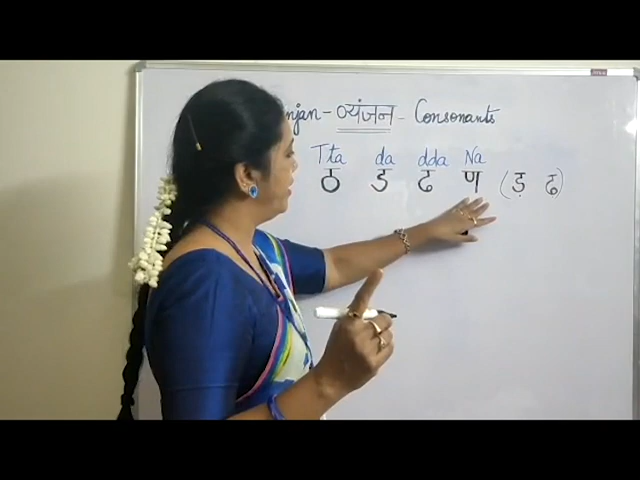 njan - व्यंजन - Consonants
Tta da dda Na
ठ ड ढ ण (ड़ ढ़)